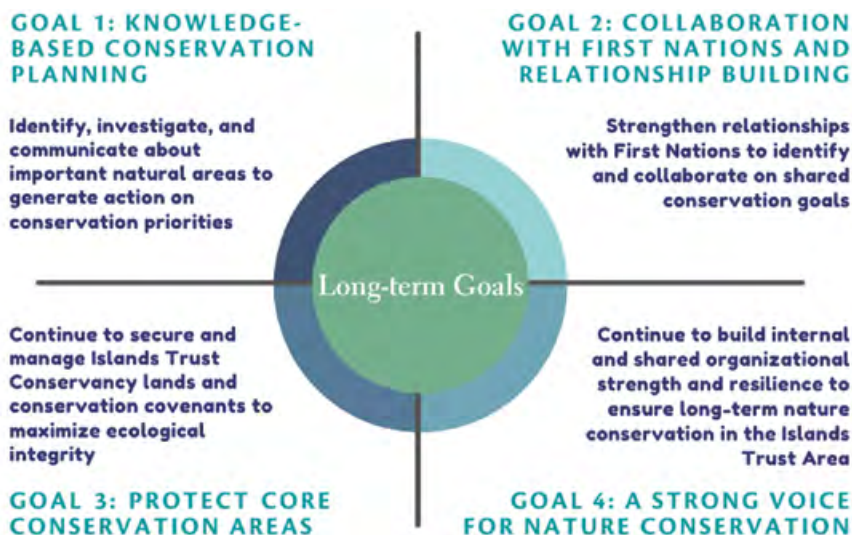 GOAL 1: KNOWLEDGE-
BASED CONSERVATION
PLANNING
Identify, investigate, and
communicate about
important natural areas to
generate action on
conservation priorities
GOAL 2: COLLABORATION
WITH FIRST NATIONS AND
RELATIONSHIP BUILDING
Strengthen relationships
with First Nations to identify
and collaborate on shared
conservation goals
Long-term Goals
Continue to secure and
manage Islands Trust
Conservancy lands and
conservation covenants to
maximize ecological
integrity
GOAL 3: PROTECT CORE
CONSERVATION AREAS
Continue to build internal
and shared organizational
strength and resilience to
ensure long-term nature
conservation in the Islands
Trust Area
GOAL 4: A STRONG VOICE
FOR NATURE CONSERVATION